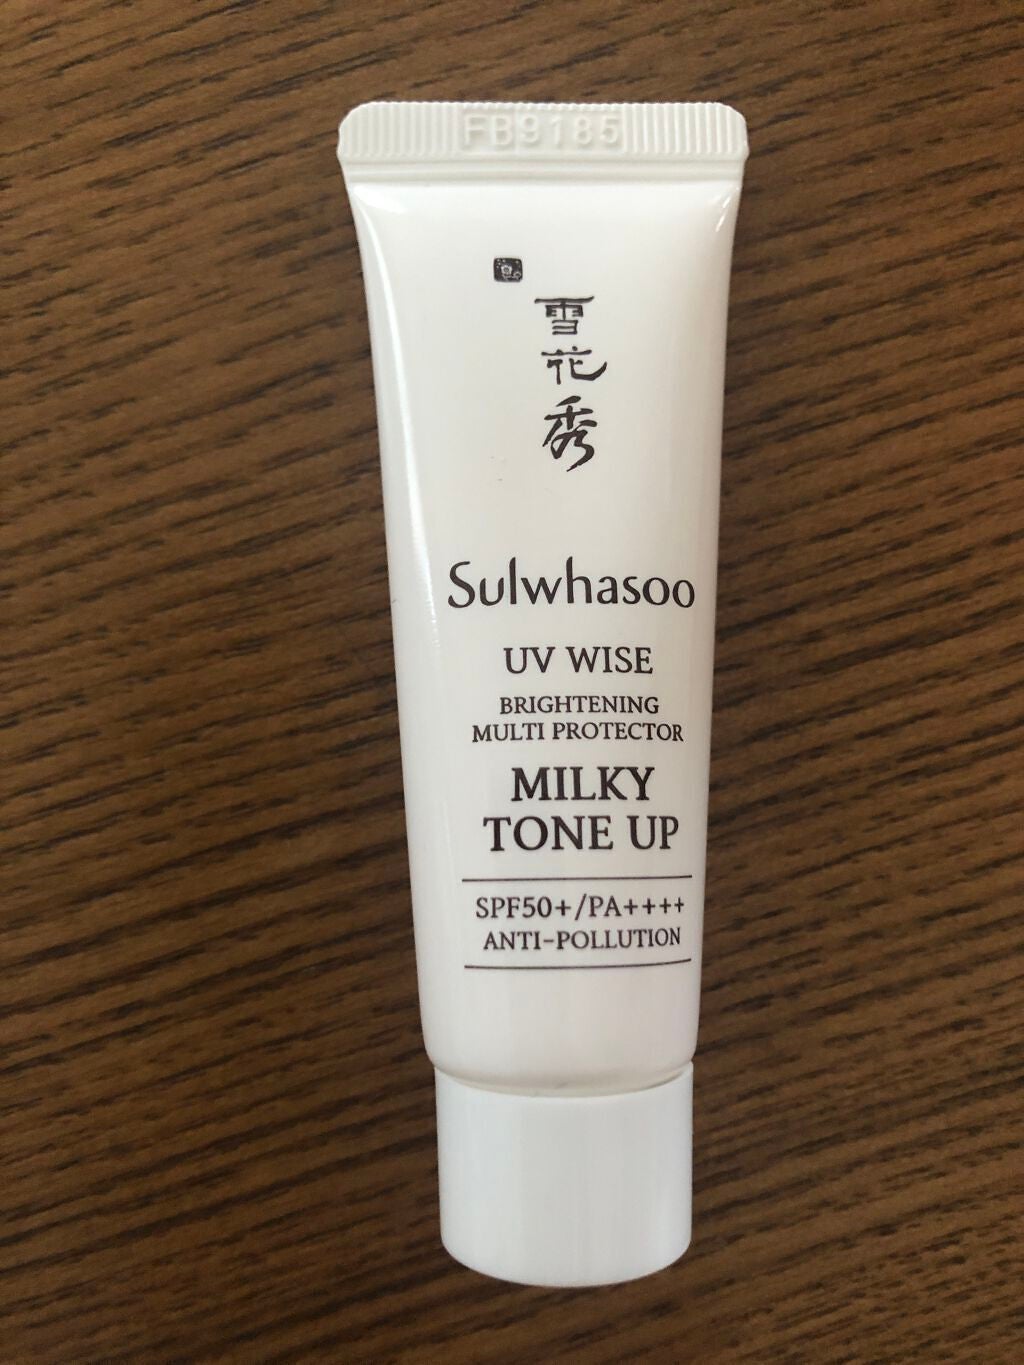 FB9185
雪
花
秀
Sulwhasoo
UV WISE
BRIGHTENING
MULTI PROTECTOR
MILKY
TONE UP
SPF50+/PA++++
ANTI-POLLUTION